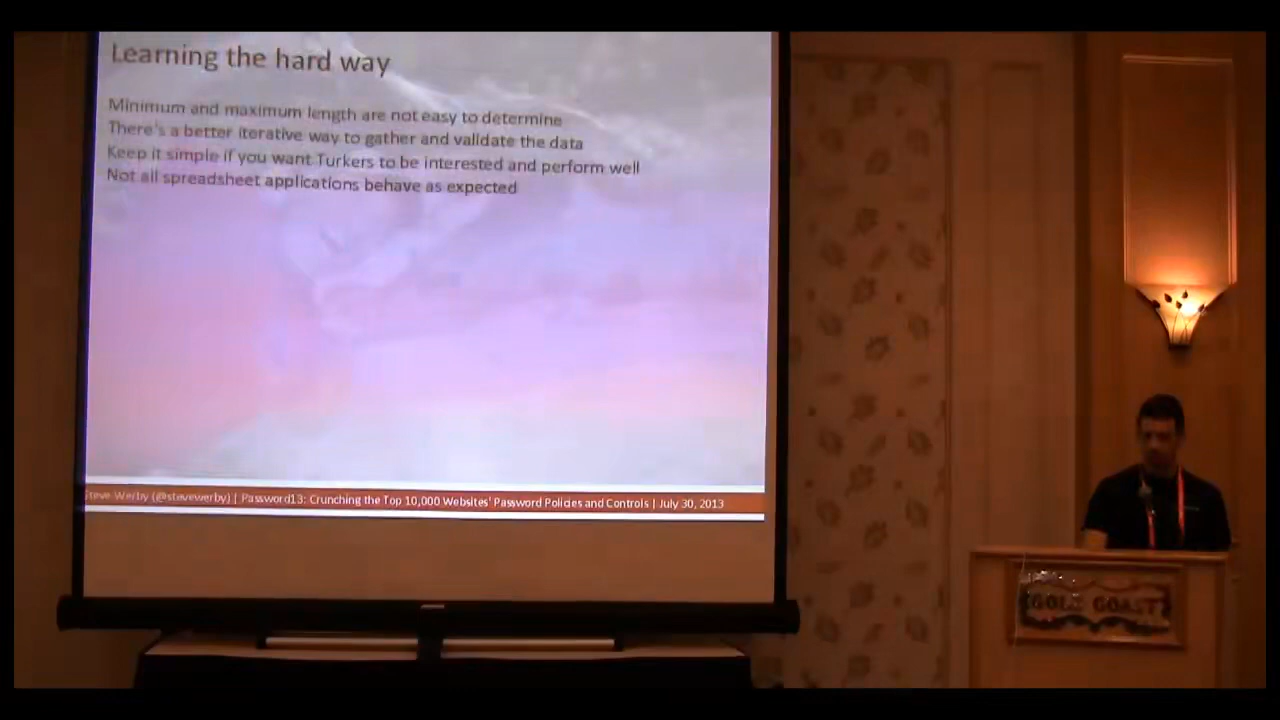 Learning the hard way
Minimum and maximum length are not easy to determine
There's a better iterative way to gather and validate the data
Keep it simple if you want Turkers to be interested and perform well
Not all spreadsheet applications behave as expected
Steve Werby (@stevewerby) | Password13: Crunching the Top 10,000 Websites' Password Policies and Controls | July 30, 2013
GOLD COAST